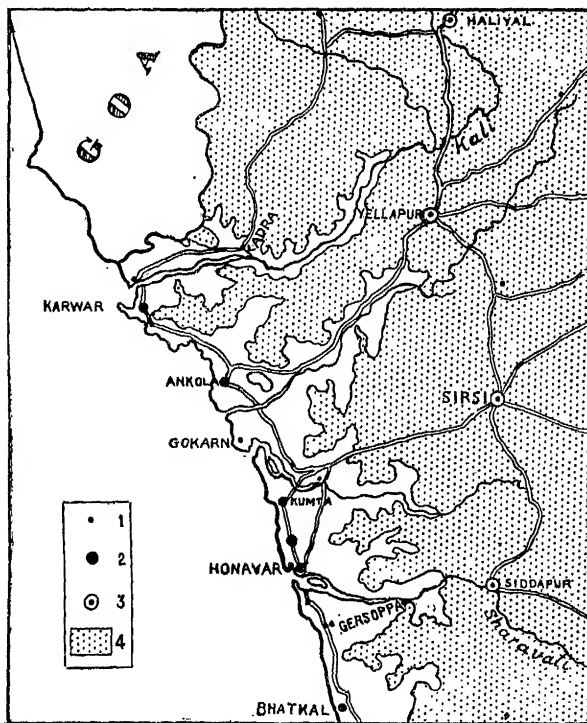 HALIYAL
GOA
Kali
YELLAPUR
KADRA
KARWAR
ANKOLA
SIRSI
GOKARN
KUMTA
1
2
HONAVAR
3
SIDDAPUR
GERSOPPA
4
Sharavati
BHATKAL